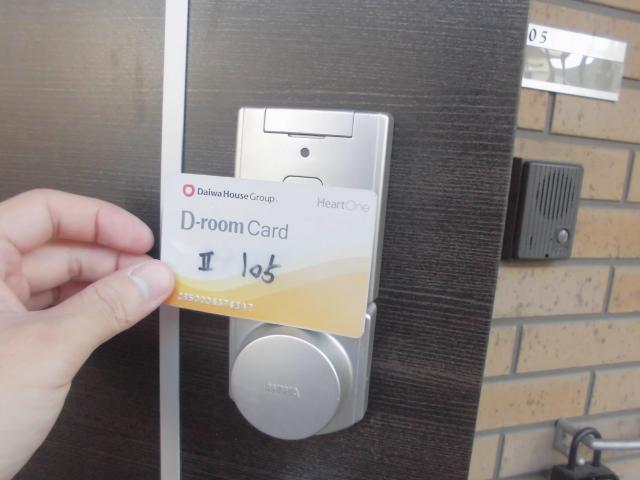 05
Daiwa House Group.
HeartOne
D-room Card
II 105